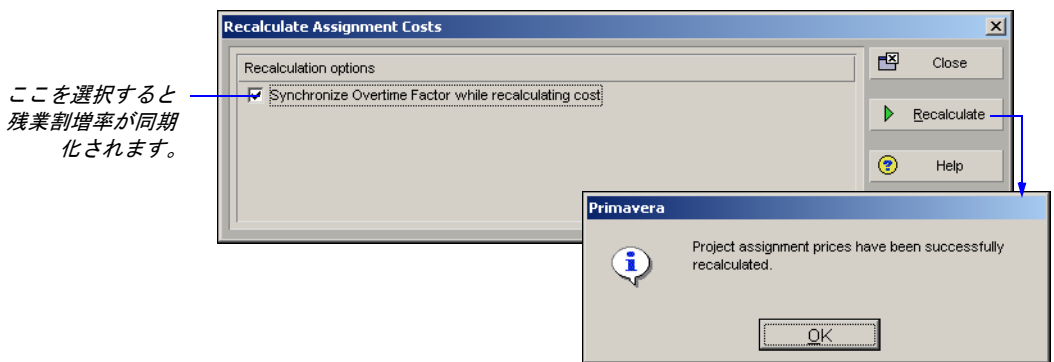 Recalculate Assignment Costs
Recalculation options
Synchronize Overtime Factor while recalculating cost
Close
Recalculate
Help
ここを選択すると
残業割増率が同期
化されます。
Primavera
Project assignment prices have been successfully
recalculated.
OK